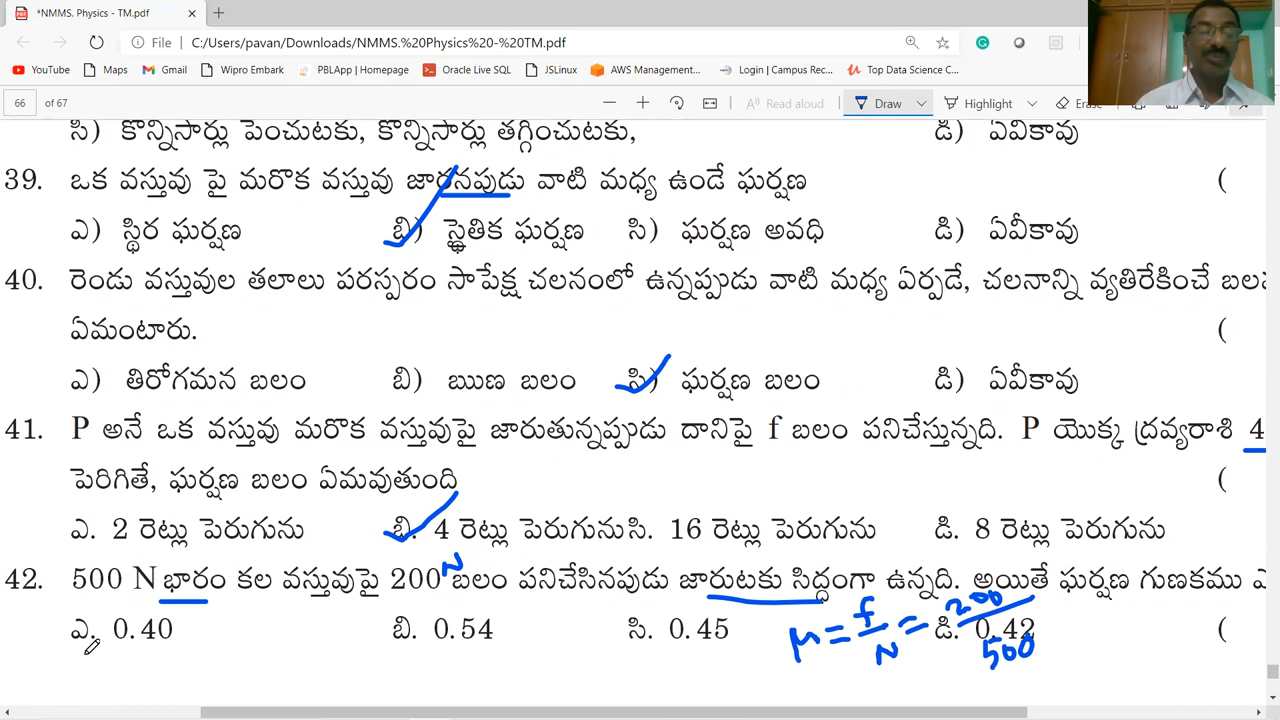 *NMMS. Physics - TM.pdf
File C:/Users/pavan/Downloads/NMMS.%20Physics%20-%20TM.pdf
YouTube Maps Gmail Wipro Embark PBLApp | Homepage Oracle Live SQL JSLinux AWS Management... Login | Campus Rec... Top Data Science C...
66 of 67 Read aloud Draw Highlight Erase
సి) కొన్నిసార్లు పెంచుటకు, కొన్నిసార్లు తగ్గించుటకు, డి) ఏవికావు
39. ఒక వస్తువు పై మరొక వస్తువు జారనపుడు వాటి మధ్య ఉండే ఘర్షణ (
ఎ) స్థిర ఘర్షణ బి) స్థైతిక ఘర్షణ సి) ఘర్షణ అవధి డి) ఏవీకావు
40. రెండు వస్తువుల తలాలు పరస్పరం సాపేక్ష చలనంలో ఉన్నప్పుడు వాటి మధ్య ఏర్పడే, చలనాన్ని వ్యతిరేకించే
ఏమంటారు. (
ఎ) తిరోగమన బలం బి) ఋణ బలం సి) ఘర్షణ బలం డి) ఏవీకావు
41. P అనే ఒక వస్తువు మరొక వస్తువుపై జారుతున్నప్పుడు దానిపై f బలం పనిచేస్తున్నది. P యొక్క ద్రవ్యరాశి 4
పెరిగితే, ఘర్షణ బలం ఏమవుతుంది (
ఎ. 2 రెట్లు పెరుగును బి. 4 రెట్లు పెరుగును సి. 16 రెట్లు పెరుగును డి. 8 రెట్లు పెరుగును
42. 500 N భారం కల వస్తువుపై 200 N బలం పనిచేసినపుడు జారుటకు సిద్ధంగా ఉన్నది. అయితే ఘర్షణ గుణకము
ఎ. 0.40 బి. 0.54 సి. 0.45 డి. 0.42 (
μ = f/N = 200/500